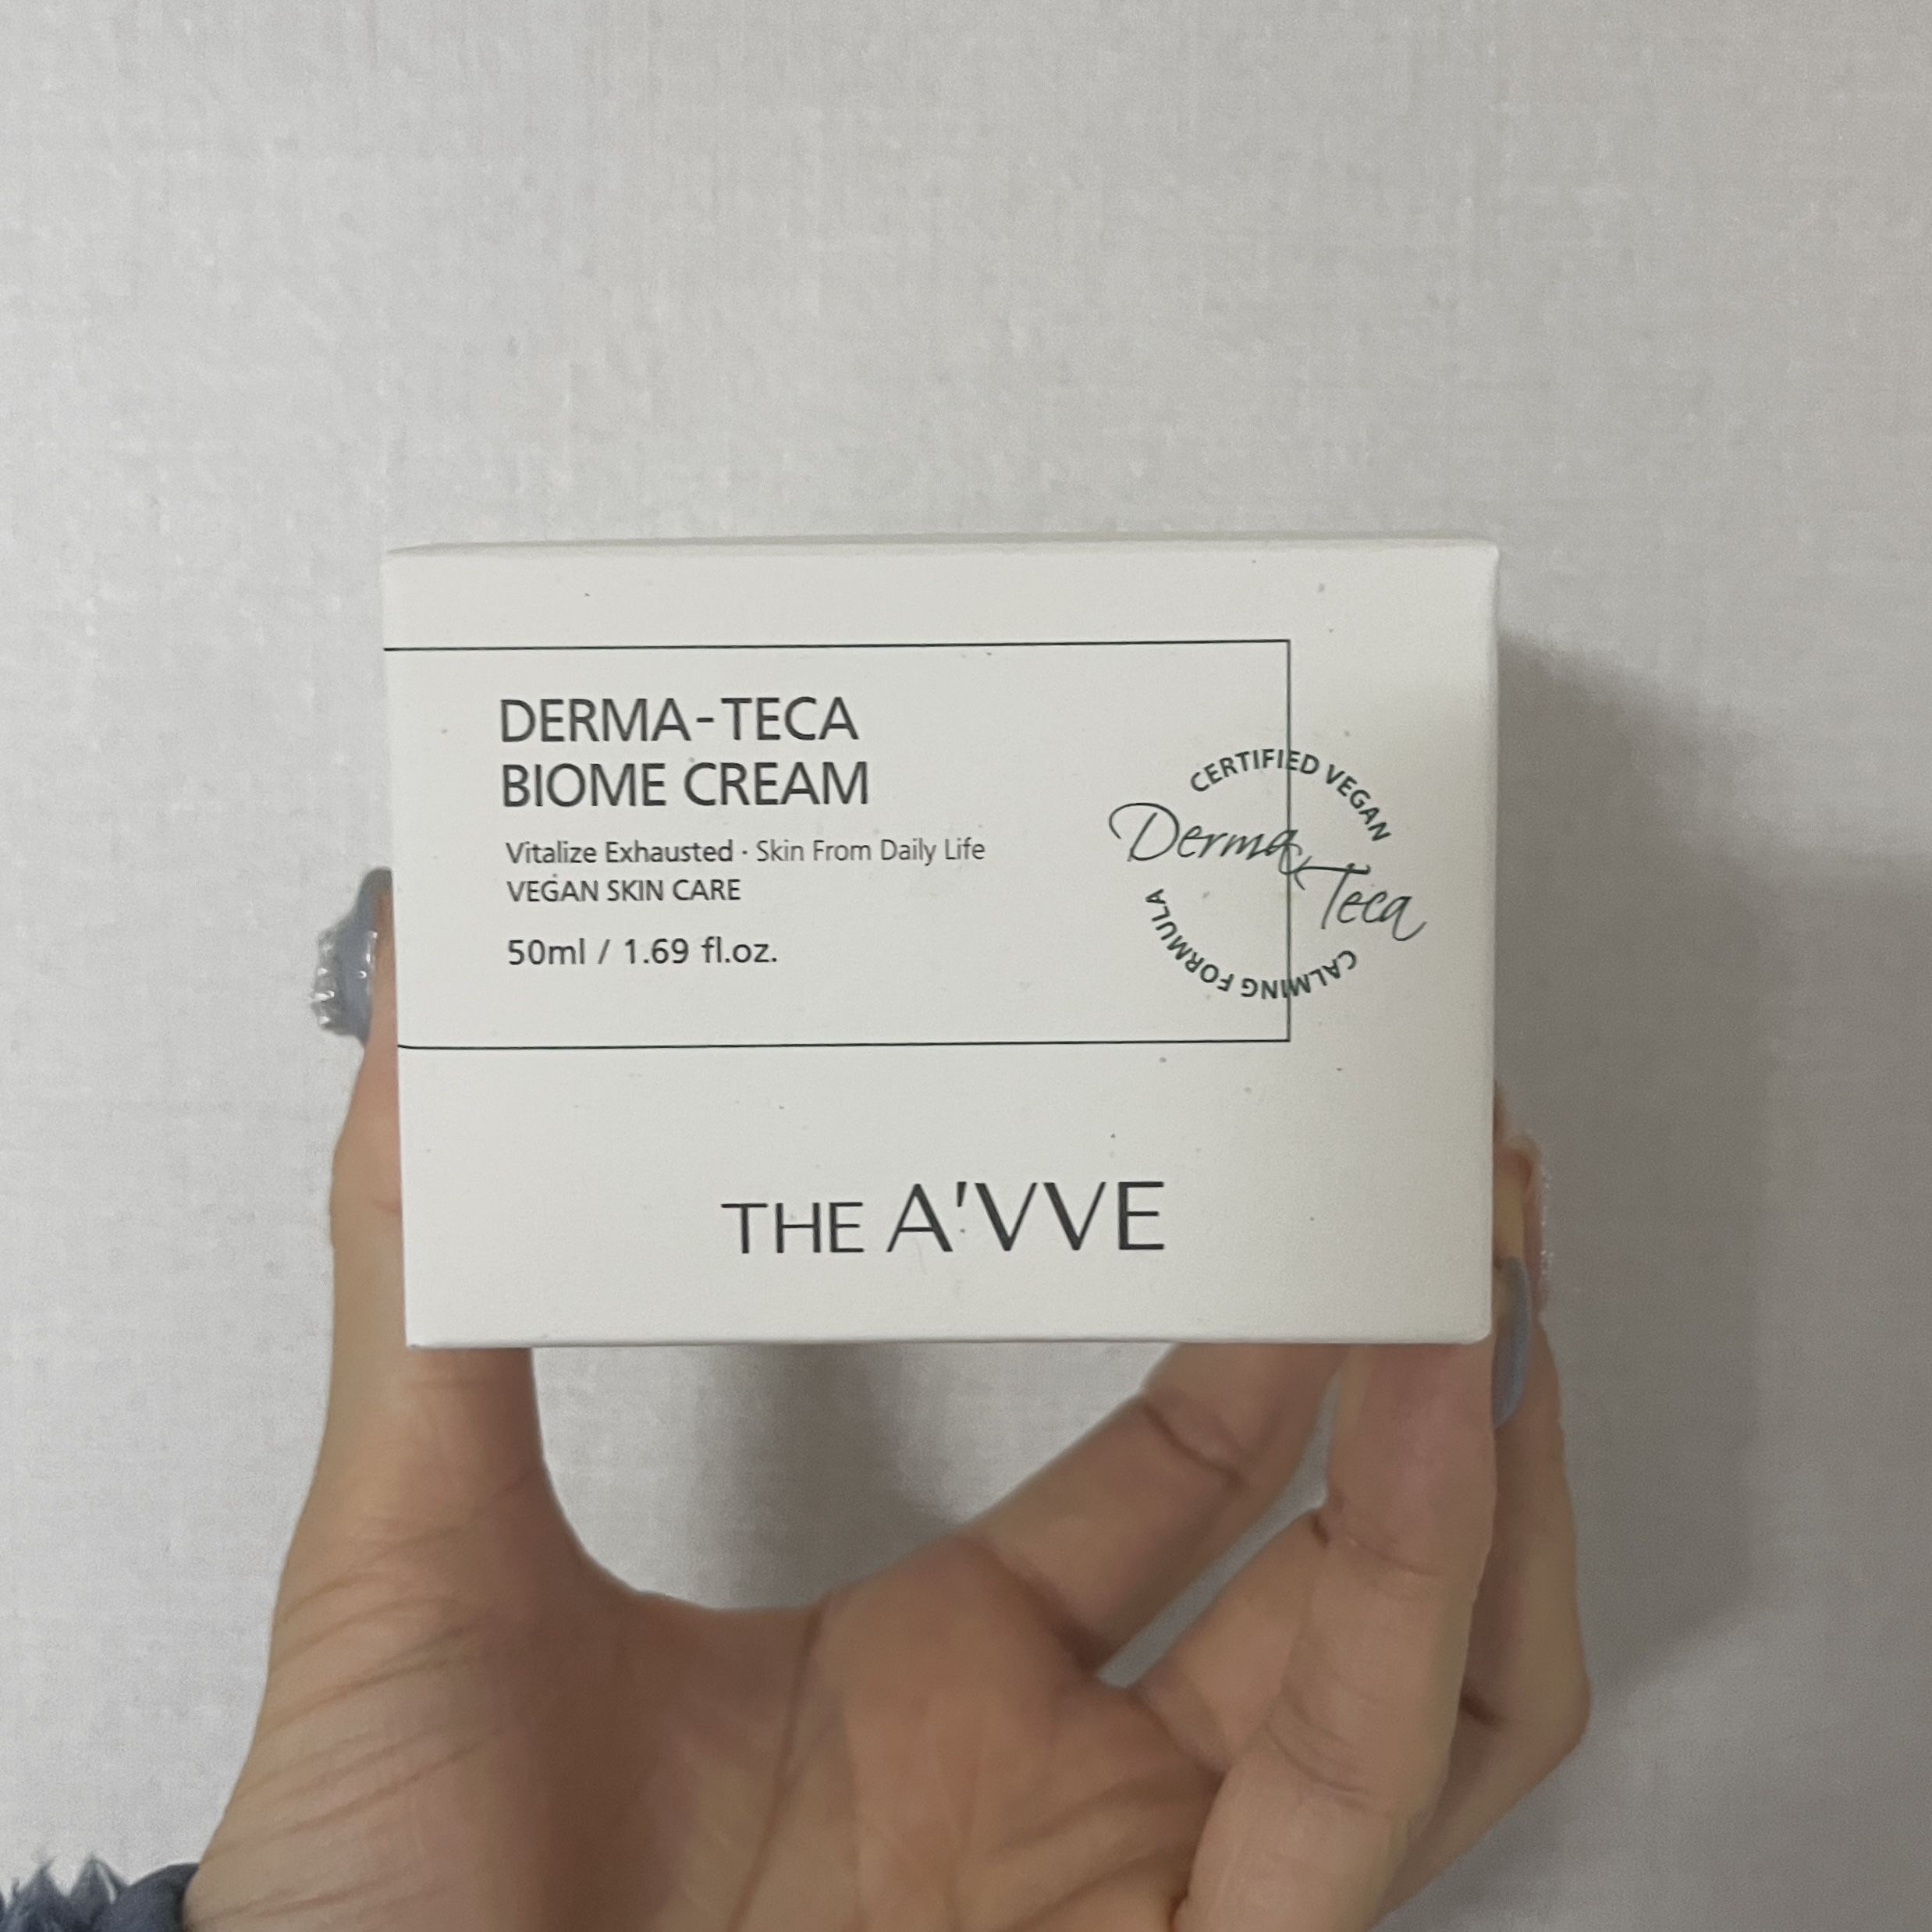 DERMA-TECA
BIOME CREAM
Vitalize Exhausted · Skin From Daily Life
VEGAN SKIN CARE
50ml / 1.69 fl.oz.
CERTIFIED VEGAN
Derma Teca
CALMING FORMULA
THE A'VVE